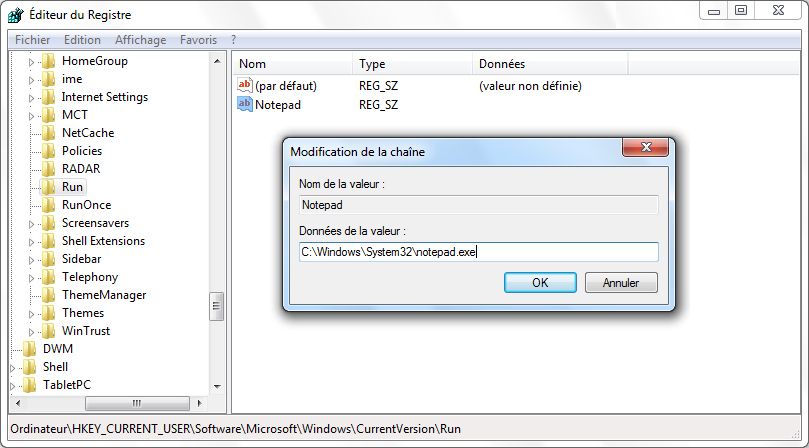 Éditeur du Registre
Fichier Edition Affichage Favoris ?
HomeGroup
ime
Internet Settings
MCT
NetCache
Policies
RADAR
Run
RunOnce
Screensavers
Shell Extensions
Sidebar
Telephony
ThemeManager
Themes
WinTrust
DWM
Shell
TabletPC
Nom Type Données
ab (par défaut) REG_SZ (valeur non définie)
ab Notepad REG_SZ
Modification de la chaîne
Nom de la valeur :
Notepad
Données de la valeur :
C:\Windows\System32\notepad.exe
OK Annuler
Ordinateur\HKEY_CURRENT_USER\Software\Microsoft\Windows\CurrentVersion\Run